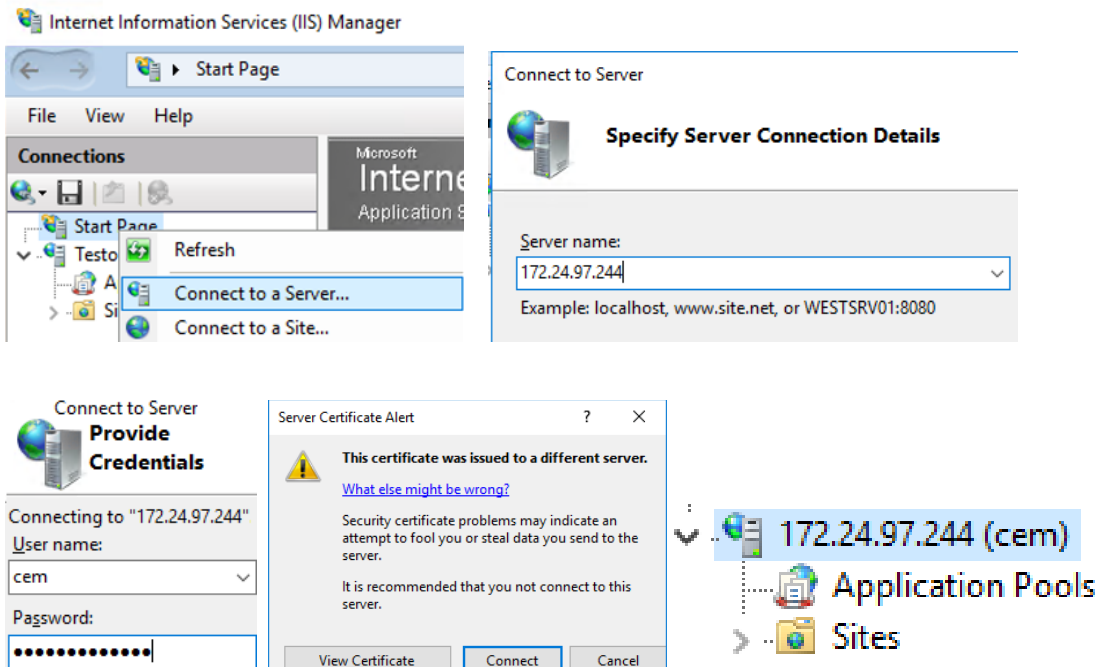 Internet Information Services (IIS) Manager
Start Page
File View Help
Connections
Start Page
Testo
A
Si
Refresh
Connect to a Server...
Connect to a Site...
Microsoft
Interne
Application S
Connect to Server
Specify Server Connection Details
Server name:
172.24.97.244
Example: localhost, www.site.net, or WESTSRV01:8080
Connect to Server
Provide
Credentials
Connecting to "172.24.97.244"
User name:
cem
Password:
Server Certificate Alert
This certificate was issued to a different server.
What else might be wrong?
Security certificate problems may indicate an
attempt to fool you or steal data you send to the
server.
It is recommended that you not connect to this
server.
View Certificate Connect Cancel
172.24.97.244 (cem)
Application Pools
Sites